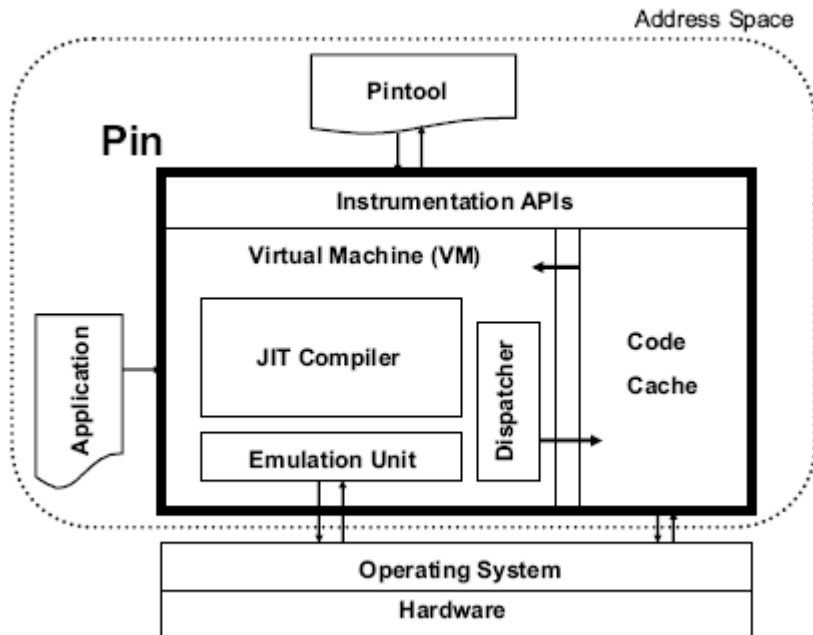 Address Space
Pintool
Pin
Instrumentation APIs
Virtual Machine (VM)
Application
JIT Compiler
Dispatcher
Code
Cache
Emulation Unit
Operating System
Hardware